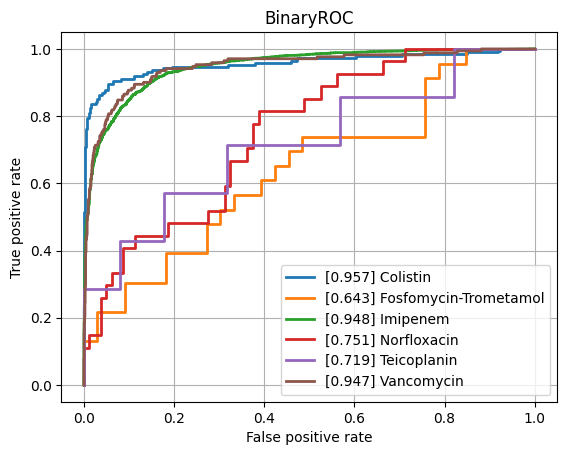 BinaryROC
True positive rate
1.0
0.8
0.6
0.4
0.2
0.0
[0.957] Colistin
[0.643] Fosfomycin-Trometamol
[0.948] Imipenem
[0.751] Norfloxacin
[0.719] Teicoplanin
[0.947] Vancomycin
0.0 0.2 0.4 0.6 0.8 1.0
False positive rate